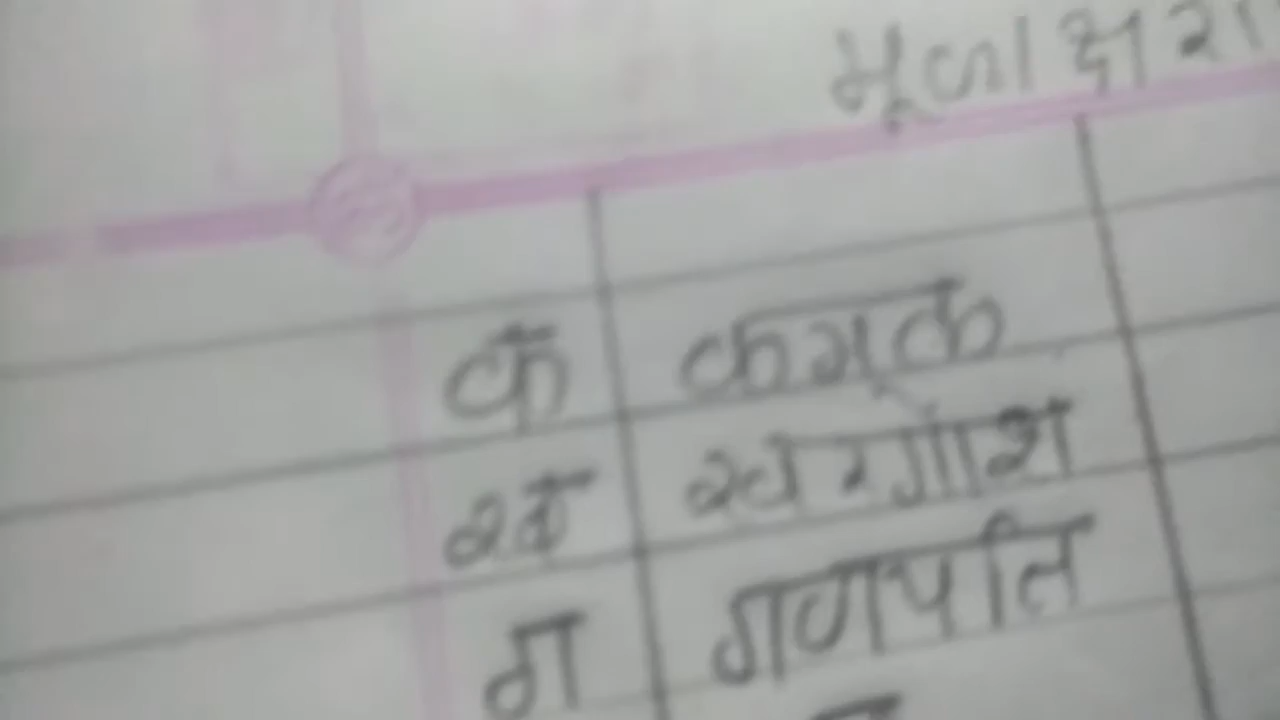 मूळाक्षरा
क कमळ
ख खरगोश
ग गणपति